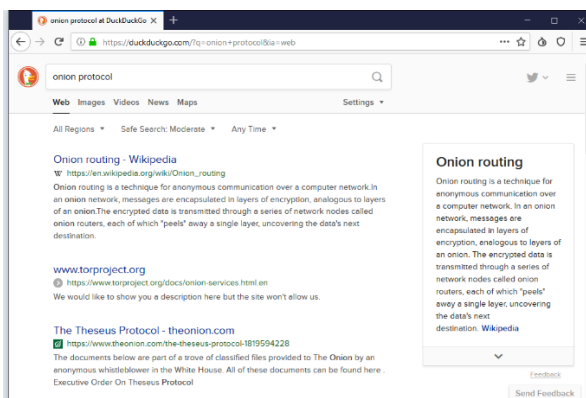 onion protocol at DuckDuckGo
https://duckduckgo.com/?q=onion+protocol&ia=web
onion protocol
Web Images Videos News Maps Settings
All Regions Safe Search: Moderate Any Time
Onion routing - Wikipedia
W https://en.wikipedia.org/wiki/Onion_routing
Onion routing is a technique for anonymous communication over a computer network.In
an onion network, messages are encapsulated in layers of encryption, analogous to layers
of an onion.The encrypted data is transmitted through a series of network nodes called
onion routers, each of which "peels" away a single layer, uncovering the data's next
destination.
www.torproject.org
https://www.torproject.org/docs/onion-services.html.en
We would like to show you a description here but the site won't allow us.
The Theseus Protocol - theonion.com
https://www.theonion.com/the-theseus-protocol-1819594228
The documents below are part of a trove of classified files provided to The Onion by an
anonymous whistleblower in the White House. All of these documents can be found here .
Executive Order On Theseus Protocol
Onion routing
Onion routing is a technique for
anonymous communication over
a computer network. In an onion
network, messages are
encapsulated in layers of
encryption, analogous to layers of
an onion. The encrypted data is
transmitted through a series of
network nodes called onion
routers, each of which "peels"
away a single layer, uncovering
the data's next
destination. Wikipedia
Feedback
Send Feedback